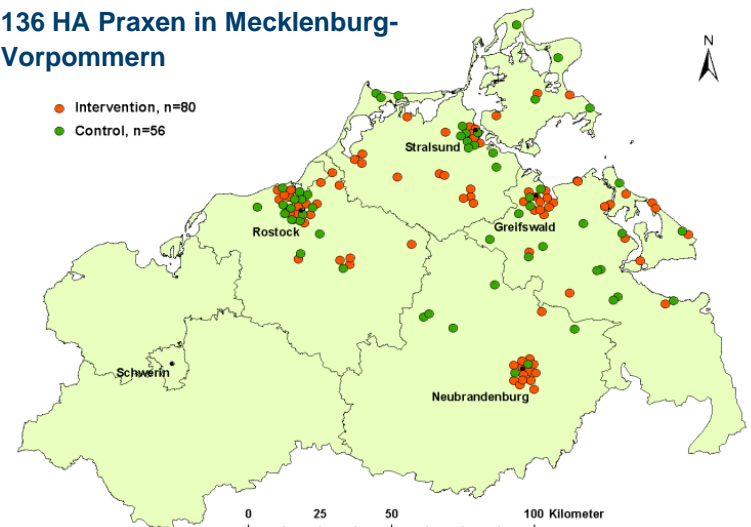 136 HA Praxen in Mecklenburg-
Vorpommern
N
Intervention, n=80
Control, n=56
Stralsund
Greifswald
Rostock
Schwerin
Neubrandenburg
0 25 50 100 Kilometer